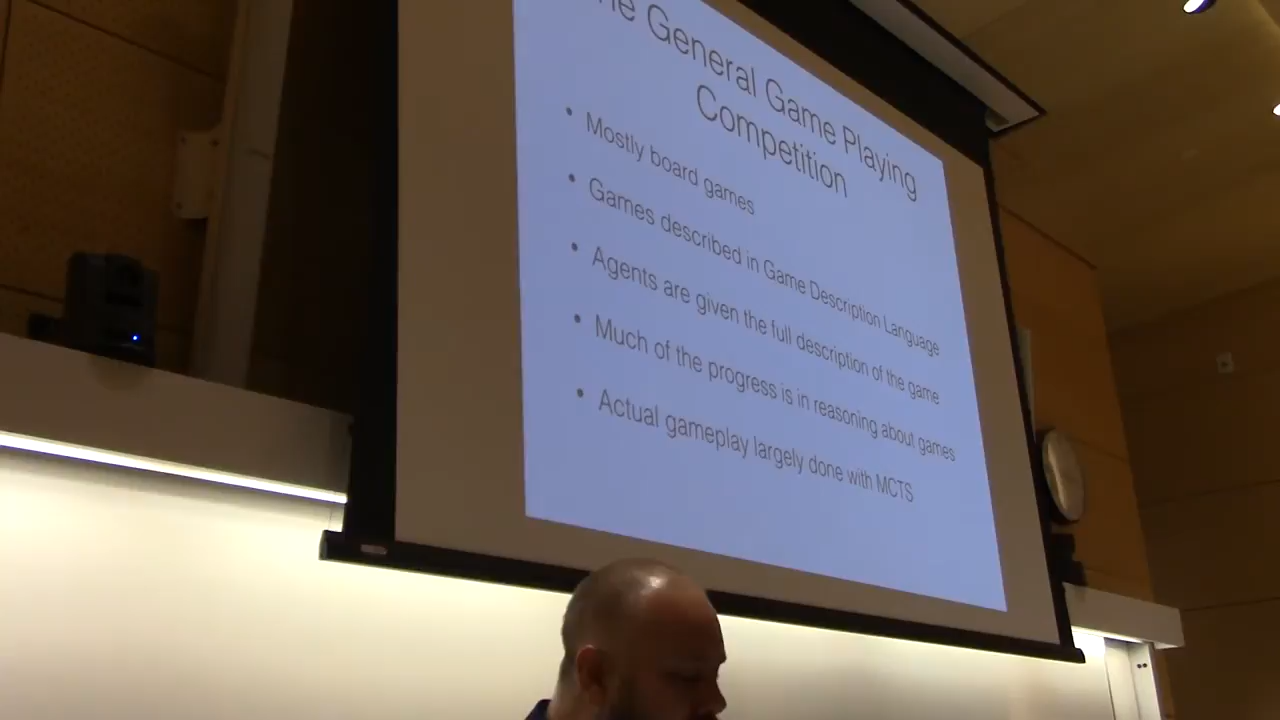 General Game Playing
Competition
• Mostly board games
• Games described in Game Description Language
• Agents are given the full description of the game
• Much of the progress is in reasoning about games
• Actual gameplay largely done with MCTS